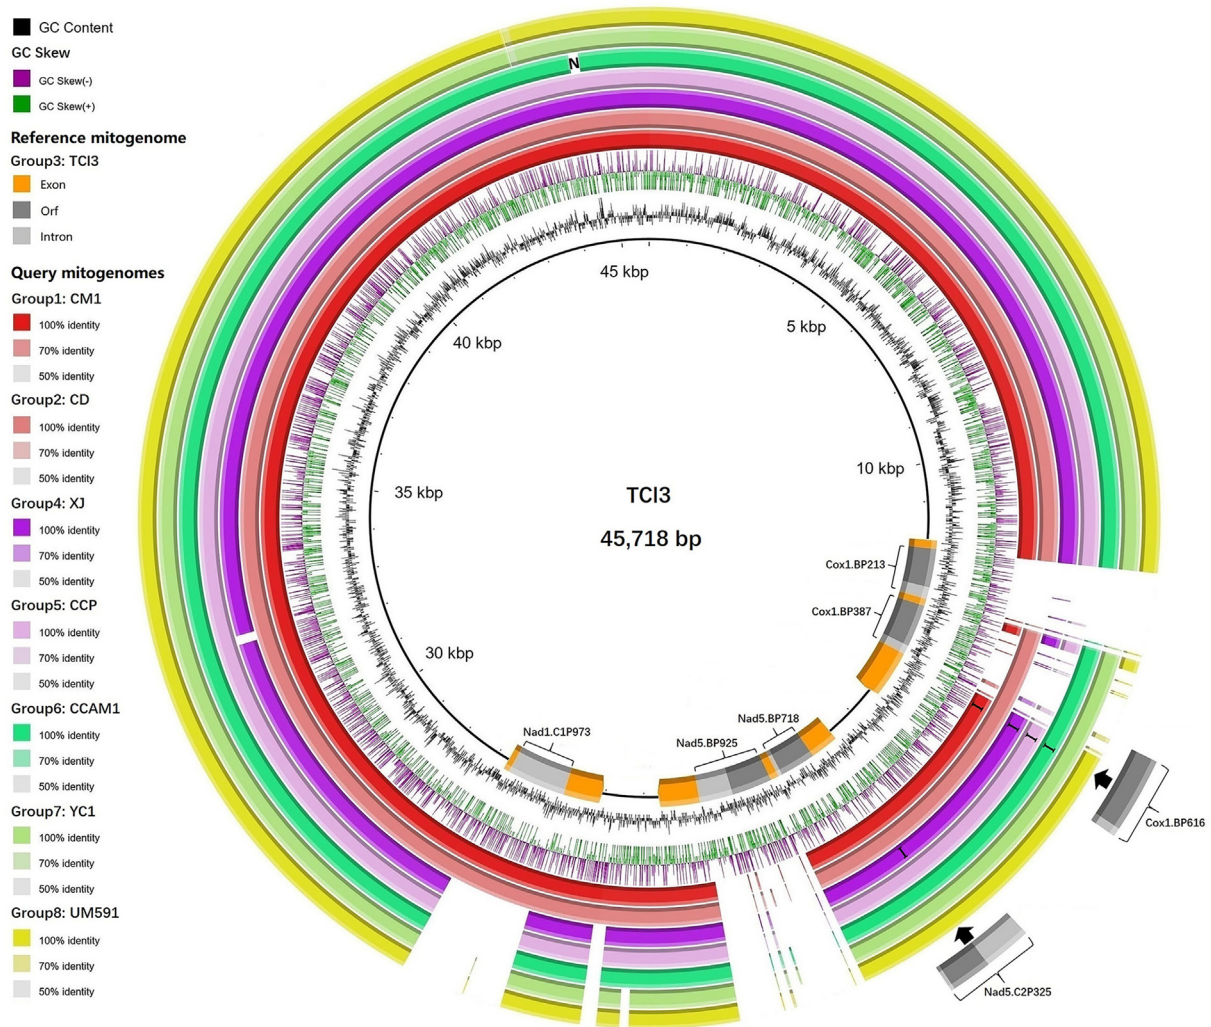 GC Content
GC Skew
GC Skew(-)
GC Skew(+)
Reference mitogenome
Group3: TCI3
Exon
Orf
Intron
Query mitogenomes
Group1: CM1
100% identity
70% identity
50% identity
Group2: CD
100% identity
70% identity
50% identity
Group4: XJ
100% identity
70% identity
50% identity
Group5: CCP
100% identity
70% identity
50% identity
Group6: CCAM1
100% identity
70% identity
50% identity
Group7: YC1
100% identity
70% identity
50% identity
Group8: UM591
100% identity
70% identity
50% identity
N
45 kbp
5 kbp
40 kbp
10 kbp
35 kbp
TCI3
45,718 bp
Cox1.BP213
Cox1.BP387
30 kbp
I
I
I
I
Nad5.BP718
Nad1.C1P973
Nad5.BP925
Cox1.BP616
I
Nad5.C2P325